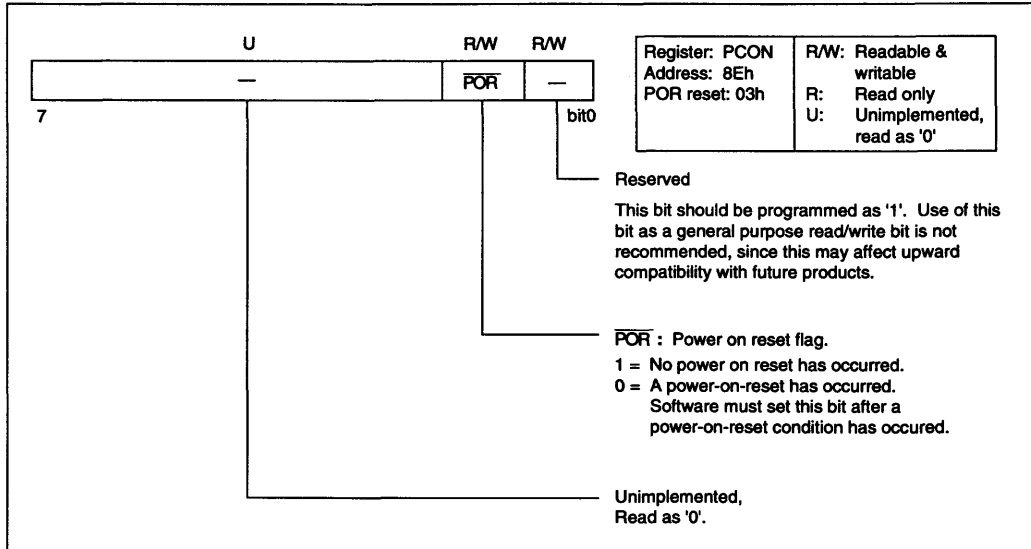 U R/W R/W
— P̅O̅R̅ —
7 bit0
Register: PCON
Address: 8Eh
POR reset: 03h
R/W: Readable &
writable
R: Read only
U: Unimplemented,
read as '0'
Reserved
This bit should be programmed as '1'. Use of this
bit as a general purpose read/write bit is not
recommended, since this may affect upward
compatibility with future products.
P̅O̅R̅ : Power on reset flag.
1 = No power on reset has occurred.
0 = A power-on-reset has occurred.
Software must set this bit after a
power-on-reset condition has occured.
Unimplemented,
Read as '0'.